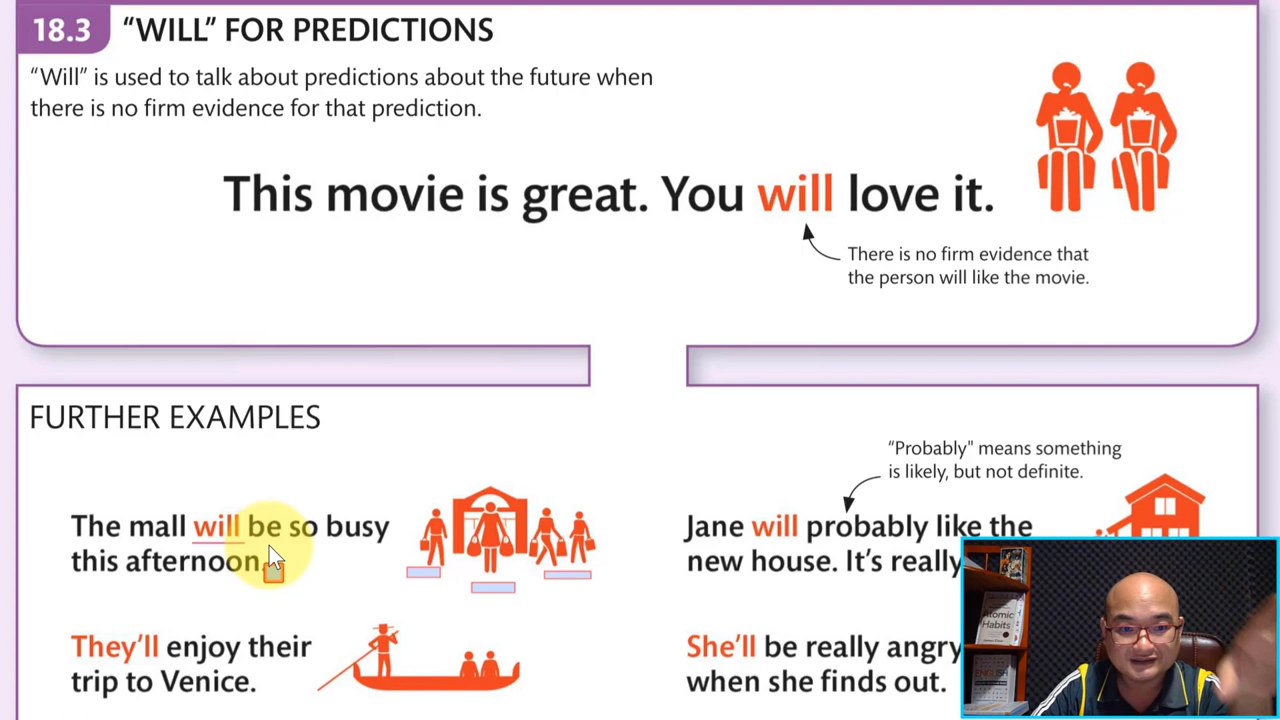 18.3 "WILL" FOR PREDICTIONS
"Will" is used to talk about predictions about the future when
there is no firm evidence for that prediction.
This movie is great. You will love it.
There is no firm evidence that
the person will like the movie.
FURTHER EXAMPLES
The mall will be so busy
this afternoon.
They'll enjoy their
trip to Venice.
"Probably" means something
is likely, but not definite.
Jane will probably like the
new house. It's really
She'll be really angry
when she finds out.
Atomic
Habits
ENGLISH